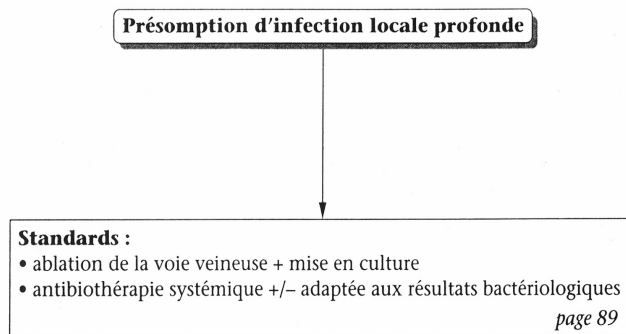 Présomption d'infection locale profonde
Standards :
• ablation de la voie veineuse + mise en culture
• antibiothérapie systémique +/– adaptée aux résultats bactériologiques
page 89